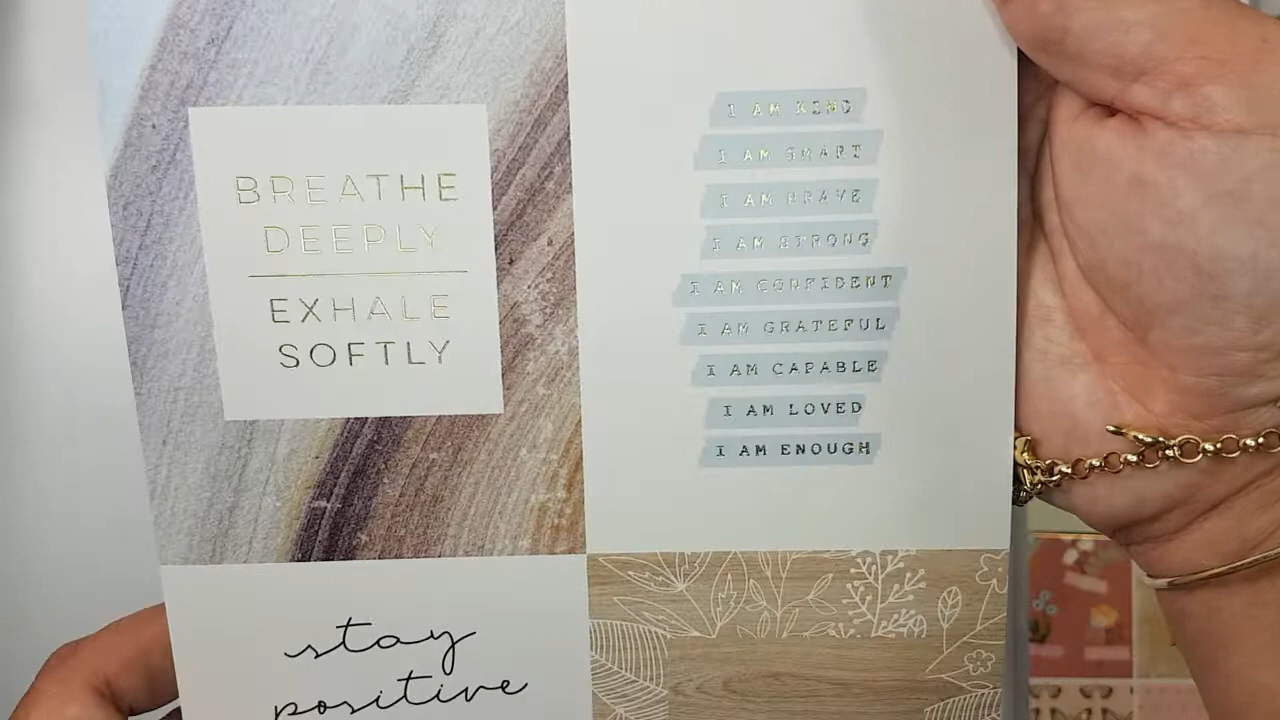 BREATHE
DEEPLY
EXHALE
SOFTLY
I AM KIND
I AM SMART
I AM BRAVE
I AM STRONG
I AM CONFIDENT
I AM GRATEFUL
I AM CAPABLE
I AM LOVED
I AM ENOUGH
stay
positive